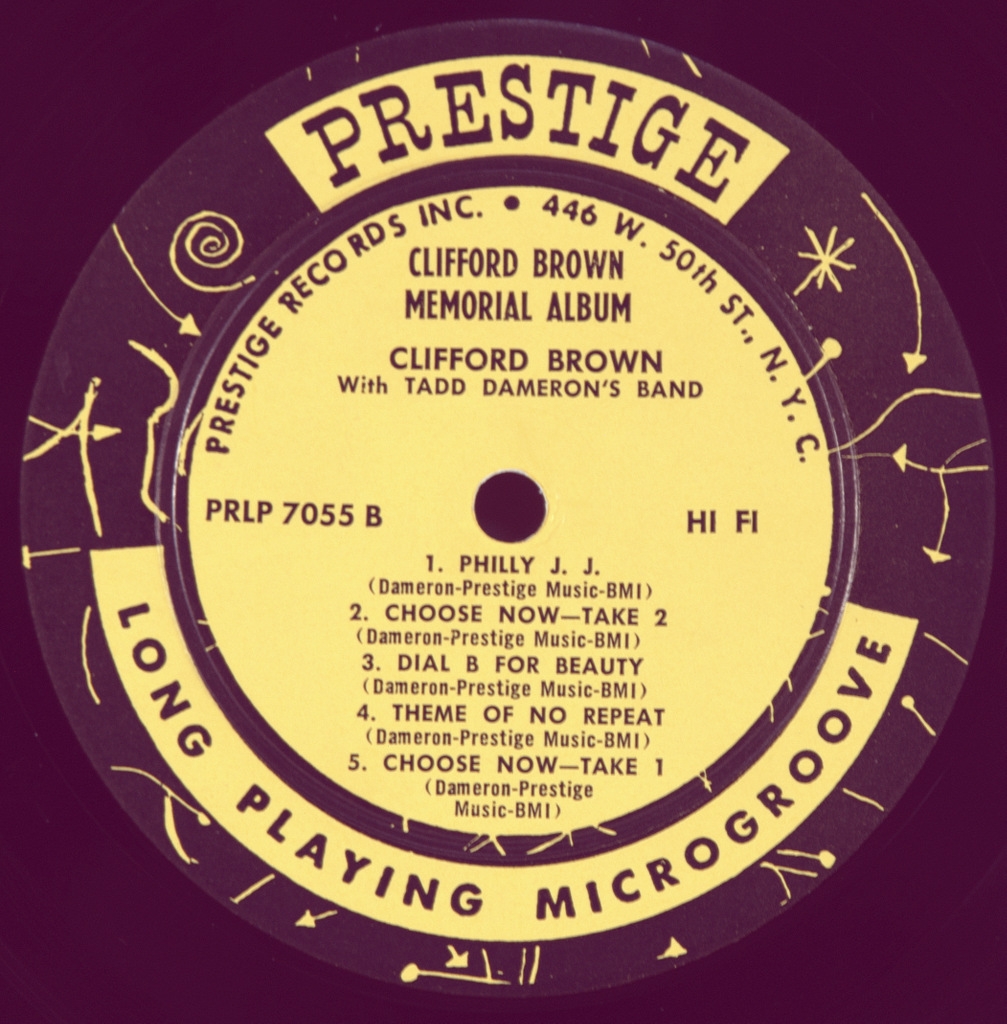 PRESTIGE
PRESTIGE RECORDS INC. • 446 W. 50th ST., N. Y. C.
CLIFFORD BROWN
MEMORIAL ALBUM
CLIFFORD BROWN
With TADD DAMERON'S BAND
PRLP 7055 B
HI FI
1. PHILLY J. J.
(Dameron-Prestige Music-BMI)
2. CHOOSE NOW—TAKE 2
(Dameron-Prestige Music-BMI)
3. DIAL B FOR BEAUTY
(Dameron-Prestige Music-BMI)
4. THEME OF NO REPEAT
(Dameron-Prestige Music-BMI)
5. CHOOSE NOW—TAKE 1
(Dameron-Prestige
Music-BMI)
LONG PLAYING MICROGROOVE